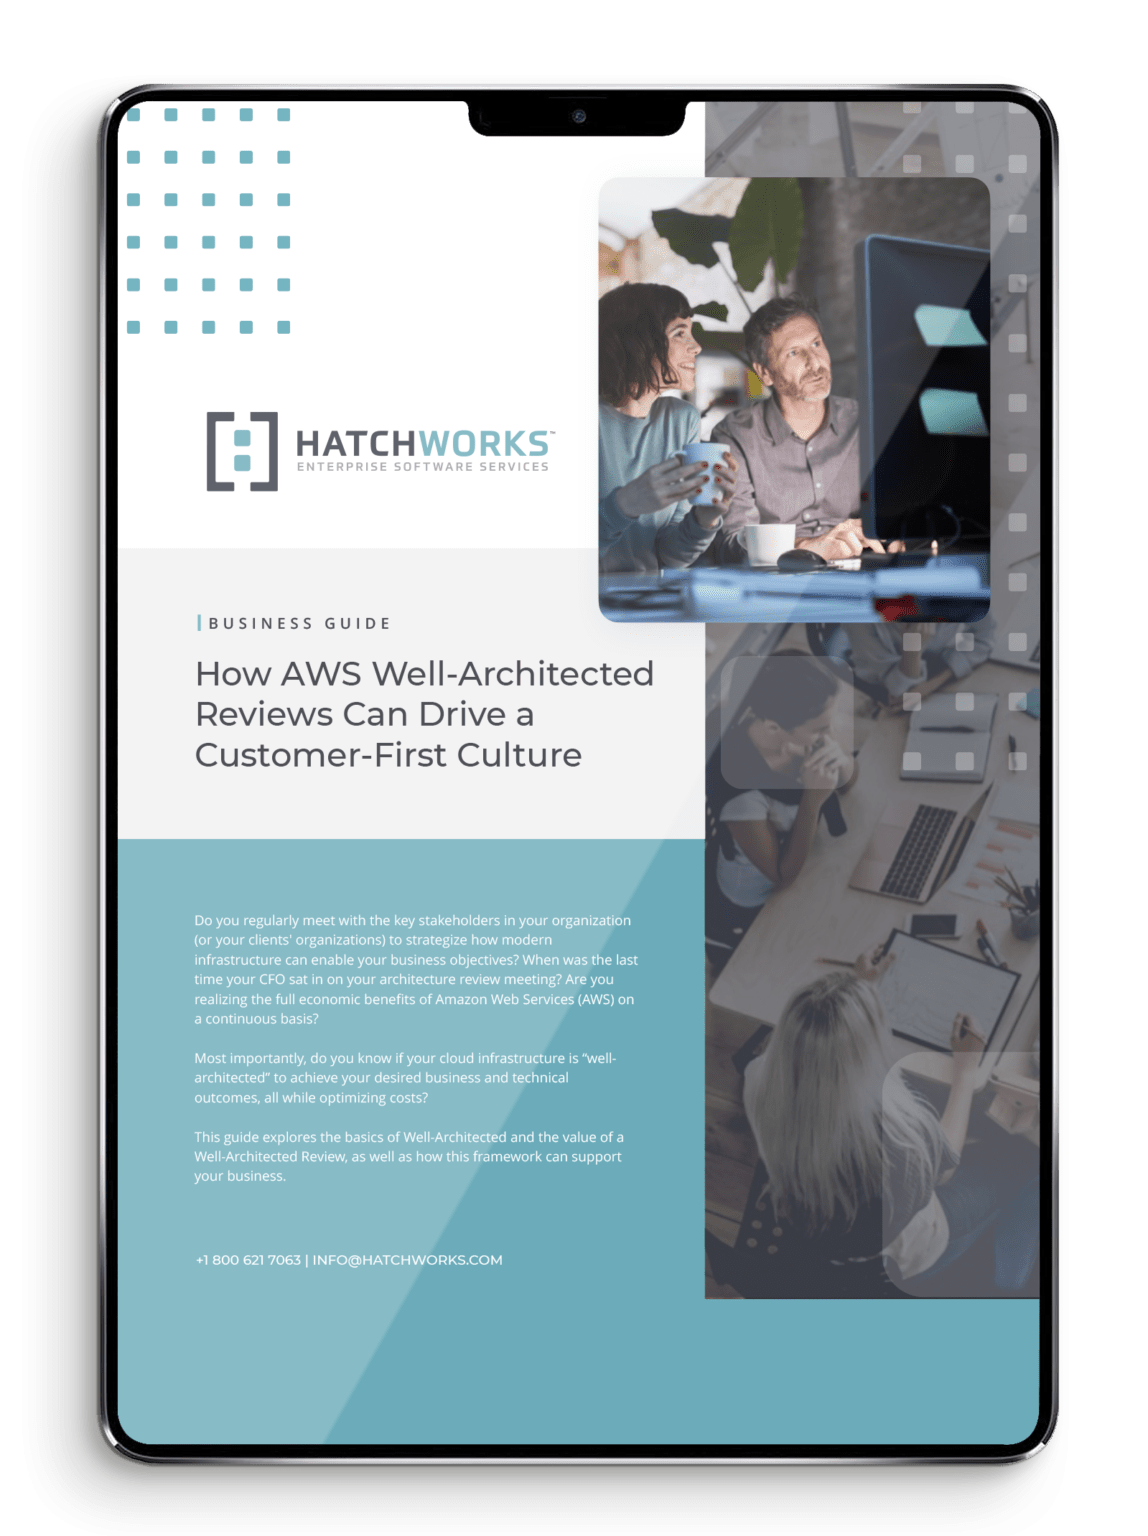 HATCHWORKS™
ENTERPRISE SOFTWARE SERVICES
BUSINESS GUIDE
How AWS Well-Architected
Reviews Can Drive a
Customer-First Culture
Do you regularly meet with the key stakeholders in your organization
(or your clients' organizations) to strategize how modern
infrastructure can enable your business objectives? When was the last
time your CFO sat in on your architecture review meeting? Are you
realizing the full economic benefits of Amazon Web Services (AWS) on
a continuous basis?
Most importantly, do you know if your cloud infrastructure is “well-
architected” to achieve your desired business and technical
outcomes, all while optimizing costs?
This guide explores the basics of Well-Architected and the value of a
Well-Architected Review, as well as how this framework can support
your business.
+1 800 621 7063 | INFO@HATCHWORKS.COM